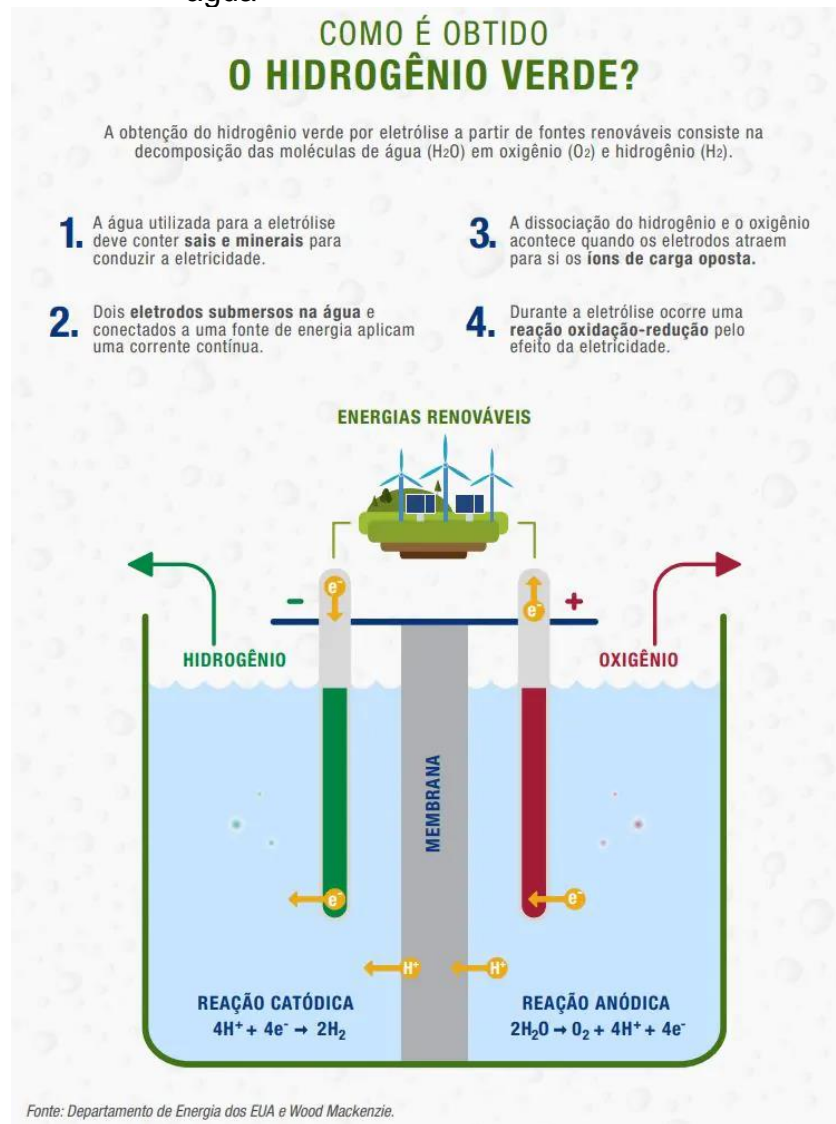 água
COMO É OBTIDO
O HIDROGÊNIO VERDE?
A obtenção do hidrogênio verde por eletrólise a partir de fontes renováveis consiste na
decomposição das moléculas de água (H2O) em oxigênio (O2) e hidrogênio (H2).
1. A água utilizada para a eletrólise
deve conter sais e minerais para
conduzir a eletricidade.
2. Dois eletrodos submersos na água e
conectados a uma fonte de energia aplicam
uma corrente contínua.
3. A dissociação do hidrogênio e o oxigênio
acontece quando os eletrodos atraem
para si os íons de carga oposta.
4. Durante a eletrólise ocorre uma
reação oxidação-redução pelo
efeito da eletricidade.
ENERGIAS RENOVÁVEIS
e⁻
e⁻
- +
HIDROGÊNIO
OXIGÊNIO
MEMBRANA
e⁻
e⁻
H⁺
H⁺
REAÇÃO CATÓDICA
4H⁺ + 4e⁻ → 2H₂
REAÇÃO ANÓDICA
2H₂O → O₂ + 4H⁺ + 4e⁻
Fonte: Departamento de Energia dos EUA e Wood Mackenzie.